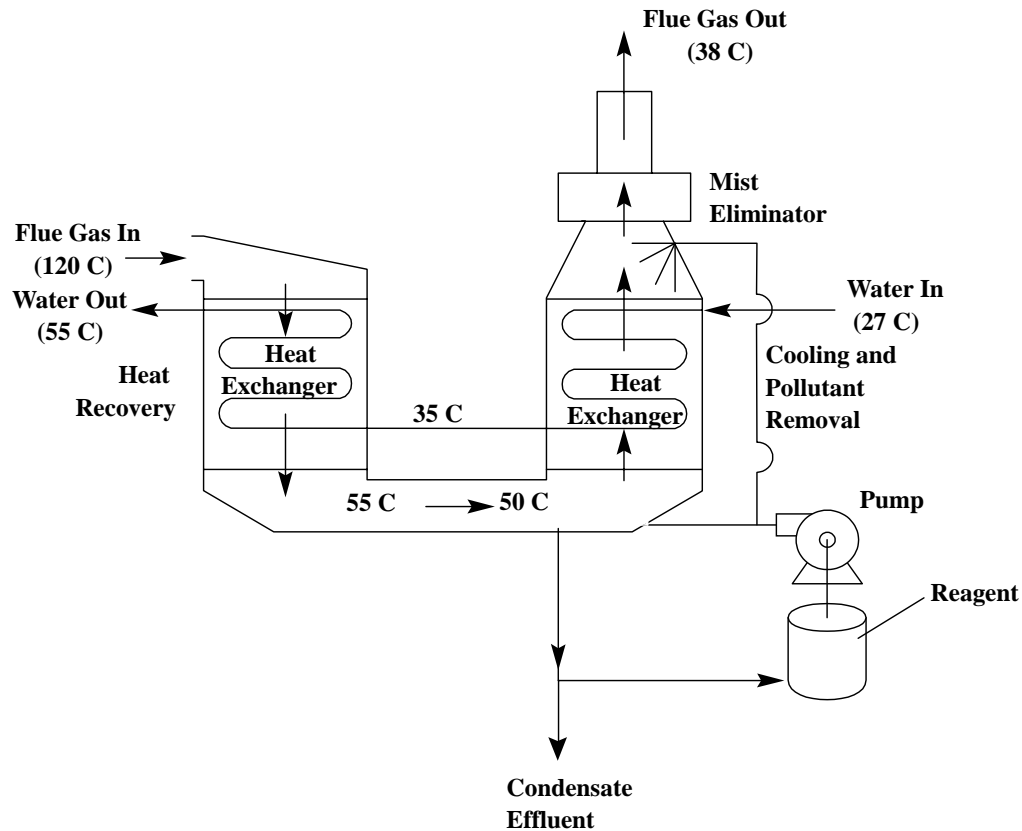 Flue Gas Out
(38 C)
Mist
Eliminator
Flue Gas In
(120 C)
Water Out
(55 C)
Water In
(27 C)
Heat
Recovery
Heat
Exchanger
Heat
Exchanger
Cooling and
Pollutant
Removal
35 C
55 C
50 C
Pump
Reagent
Condensate
Effluent